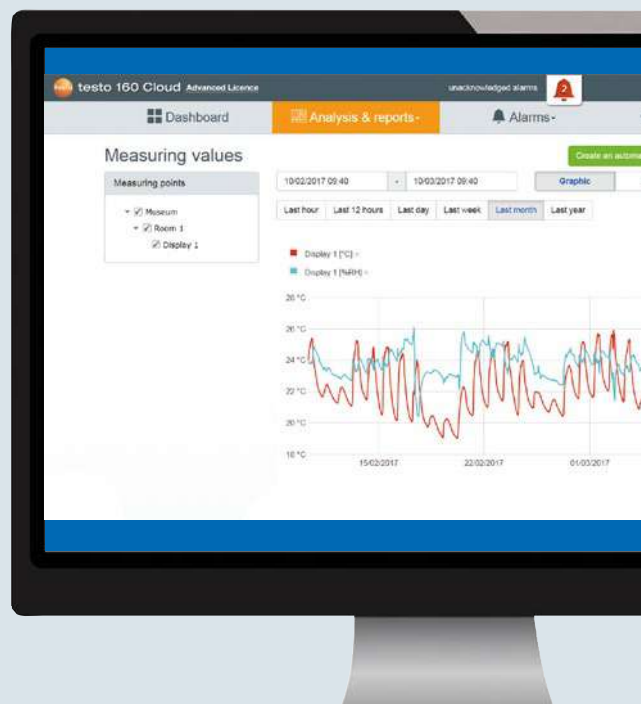 testo 160 Cloud Advanced Licence
unacknowledged alarms
2
Dashboard
Analysis & reports
Alarms
Measuring values
Create an automa
Measuring points
Museum
Room 1
Display 1
10/02/2017 09:40 - 10/03/2017 09:40
Graphic
Last hour Last 12 hours Last day Last week Last month Last year
Display 1 [°C]
Display 1 [%RH]
28 °C
26 °C
24 °C
22 °C
20 °C
18 °C
15/02/2017 22/02/2017 01/03/2017